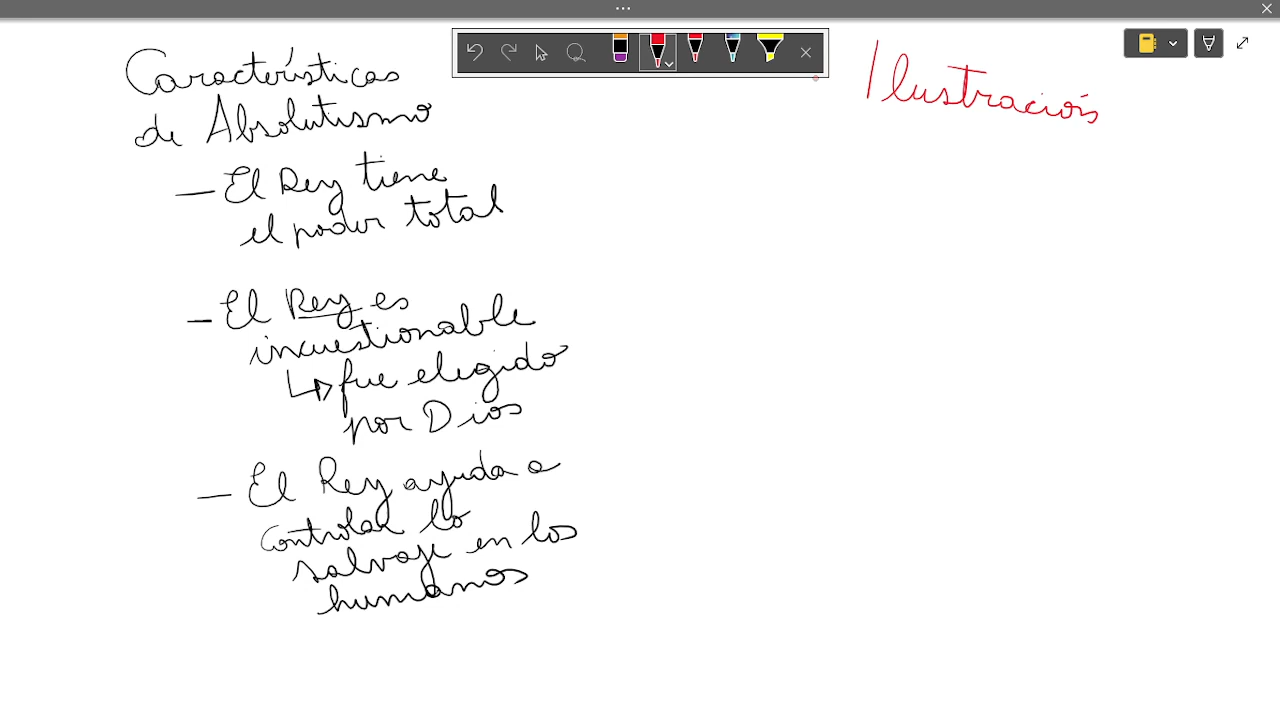 Características
de Absolutismo
- El Rey tiene
el poder total
- El Rey es
incuestionable
↳ fue elegido
por Dios
- El Rey ayuda a
controlar lo
salvaje en los
humanos
Ilustración